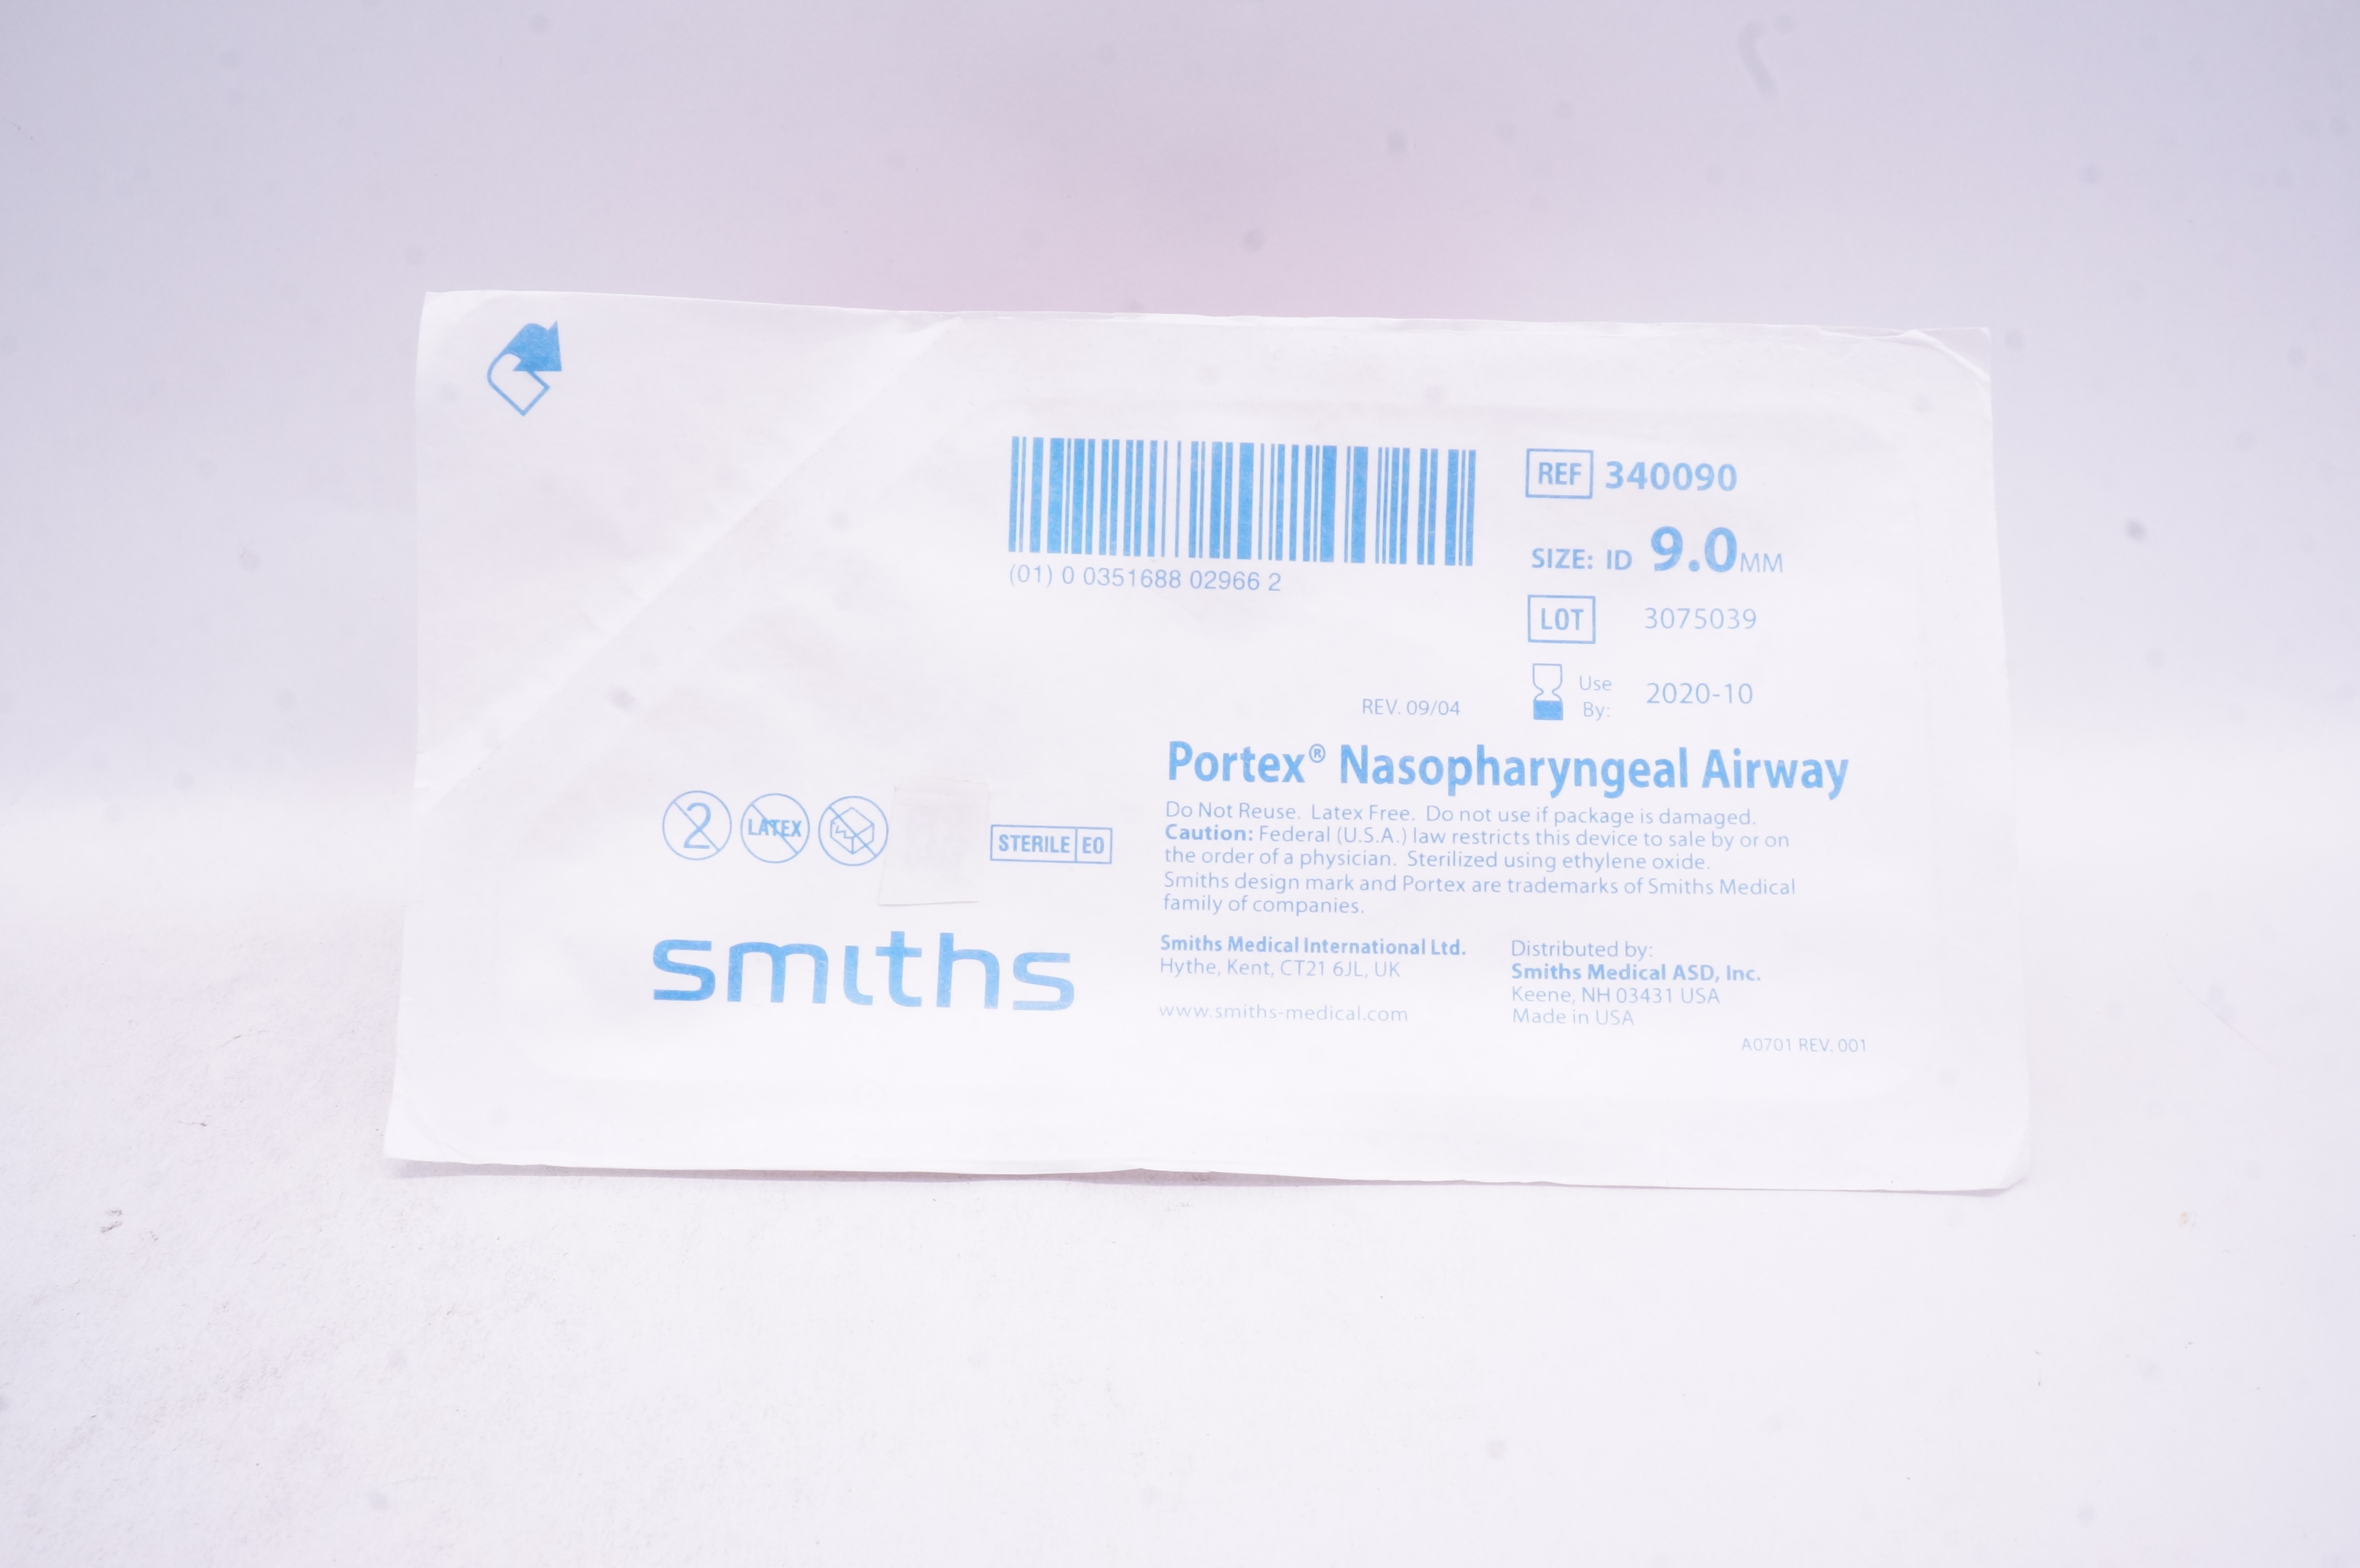 (01) 0 0351688 02966 2
REF 340090
SIZE: ID 9.0MM
LOT 3075039
Use By: 2020-10
REV. 09/04
Portex® Nasopharyngeal Airway
Do Not Reuse. Latex Free. Do not use if package is damaged.
Caution: Federal (U.S.A.) law restricts this device to sale by or on
the order of a physician. Sterilized using ethylene oxide.
Smiths design mark and Portex are trademarks of Smiths Medical
family of companies.
2 LATEX
STERILE EO
smiths
Smiths Medical International Ltd.
Hythe, Kent, CT21 6JL, UK
www.smiths-medical.com
Distributed by:
Smiths Medical ASD, Inc.
Keene, NH 03431 USA
Made in USA
A0701 REV. 001